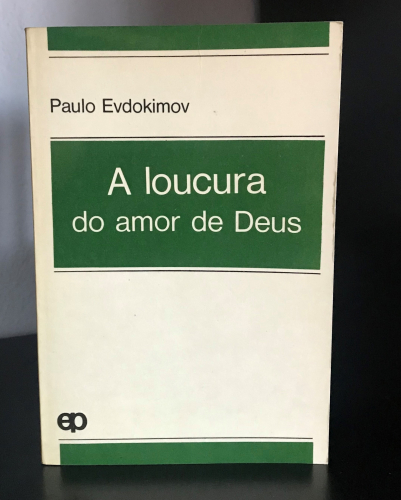 Paulo Evdokimov
A loucura
do amor de Deus
ep